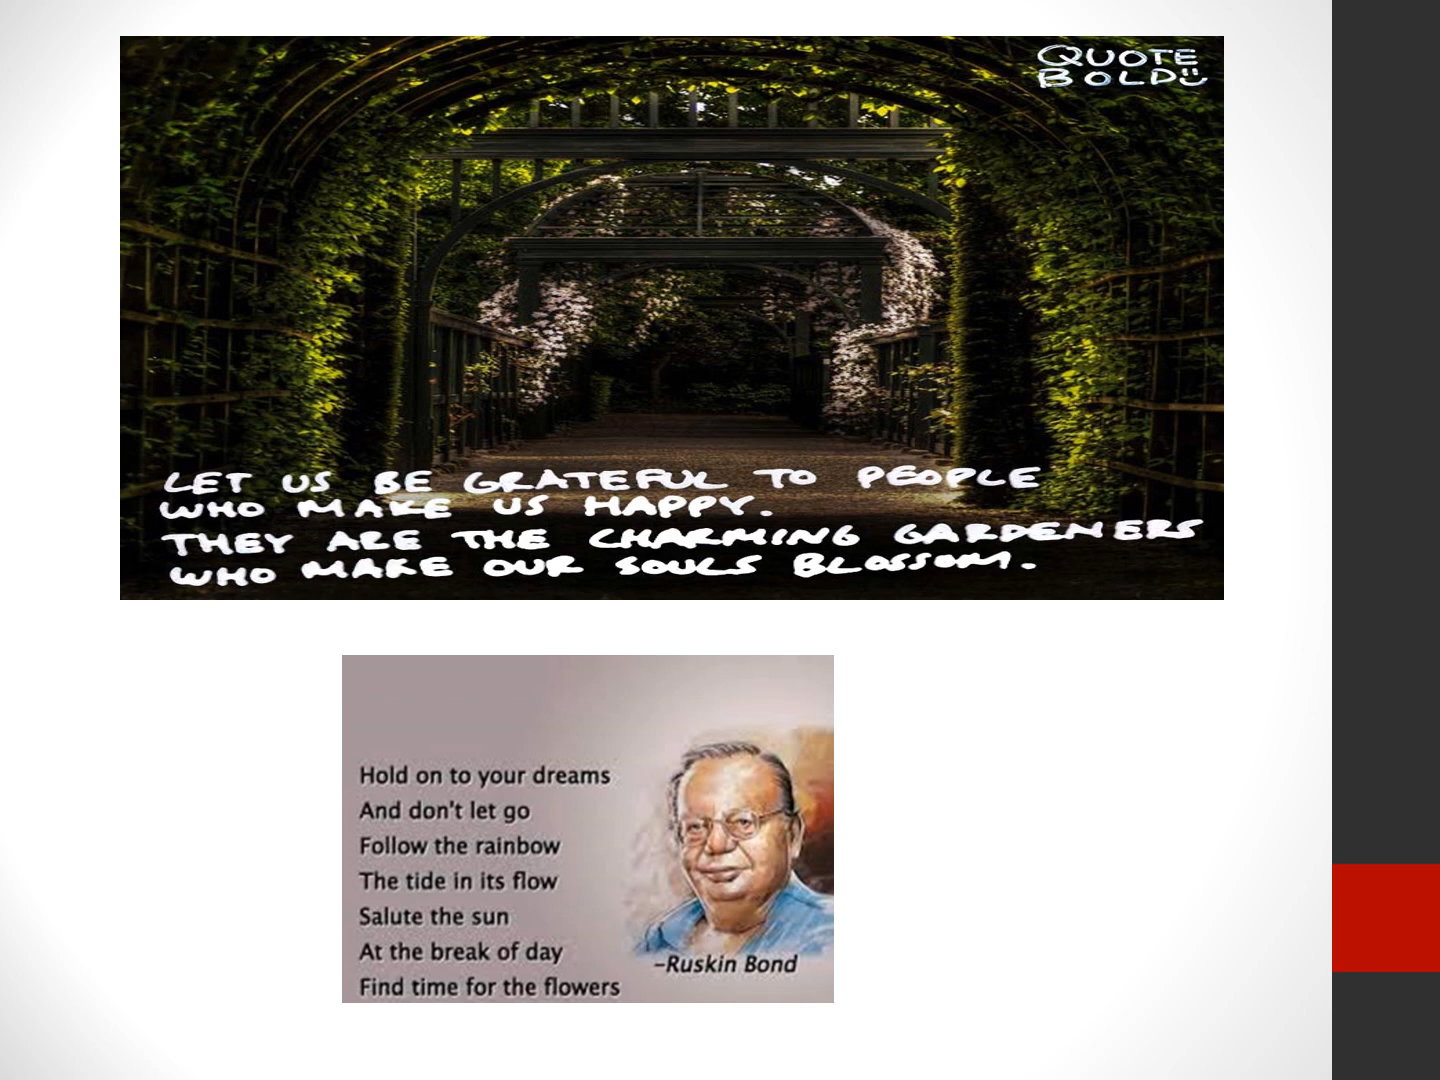 QUOTE
BOLD
LET US BE GRATEFUL TO PEOPLE
WHO MAKE US HAPPY.
THEY ARE THE CHARMING GARDENERS
WHO MAKE OUR SOULS BLOSSOM.
Hold on to your dreams
And don't let go
Follow the rainbow
The tide in its flow
Salute the sun
At the break of day
Find time for the flowers
–Ruskin Bond